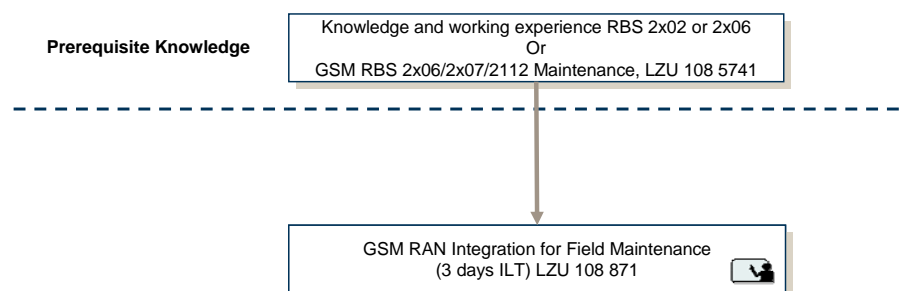 Prerequisite Knowledge
Knowledge and working experience RBS 2x02 or 2x06
Or
GSM RBS 2x06/2x07/2112 Maintenance, LZU 108 5741
GSM RAN Integration for Field Maintenance
(3 days ILT) LZU 108 871